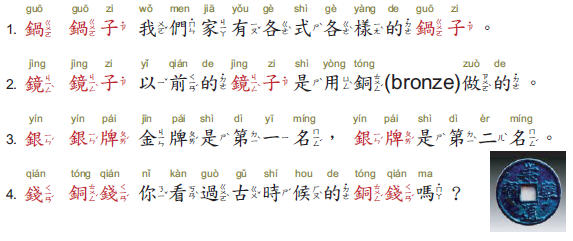 guō guō zi wǒ men jiā yǒu gè shì gè yàng de guō zi
1. 鍋 鍋子 我們家有各式各樣的鍋子。
jìng jìng zi yǐ qián de jìng zi shì yòng tóng zuò de
2. 鏡 鏡子 以前的鏡子是用銅(bronze)做的。
yín yín pái jīn pái shì dì yī míng yín pái shì dì èr míng
3. 銀 銀牌 金牌是第一名，銀牌是第二名。
qián tóng qián nǐ kàn guò gǔ shí hou de tóng qián ma
4. 錢 銅錢 你看過古時候的銅錢嗎？